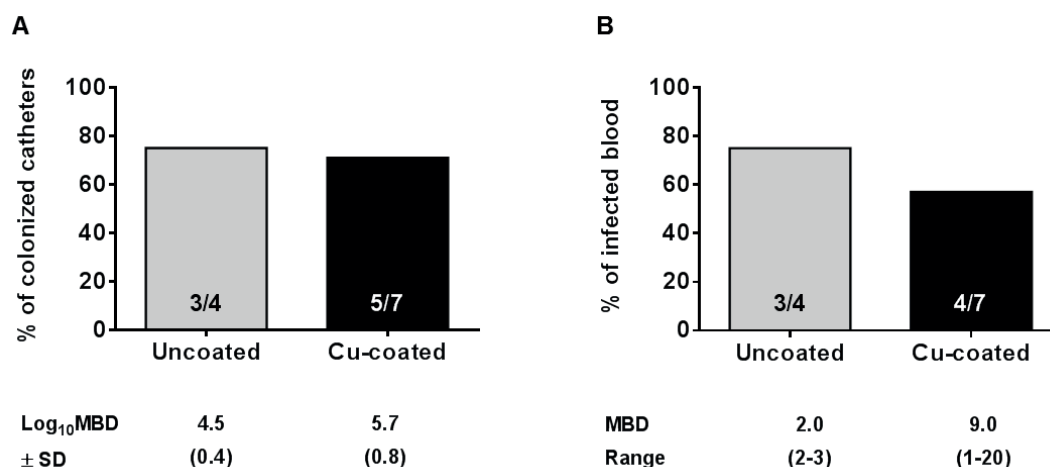 A
% of colonized catheters
100
80
60
40
20
0
3/4
5/7
Uncoated
Cu-coated
Log₁₀MBD 4.5 5.7
± SD (0.4) (0.8)
B
% of infected blood
100
80
60
40
20
0
3/4
4/7
Uncoated
Cu-coated
MBD 2.0 9.0
Range (2-3) (1-20)